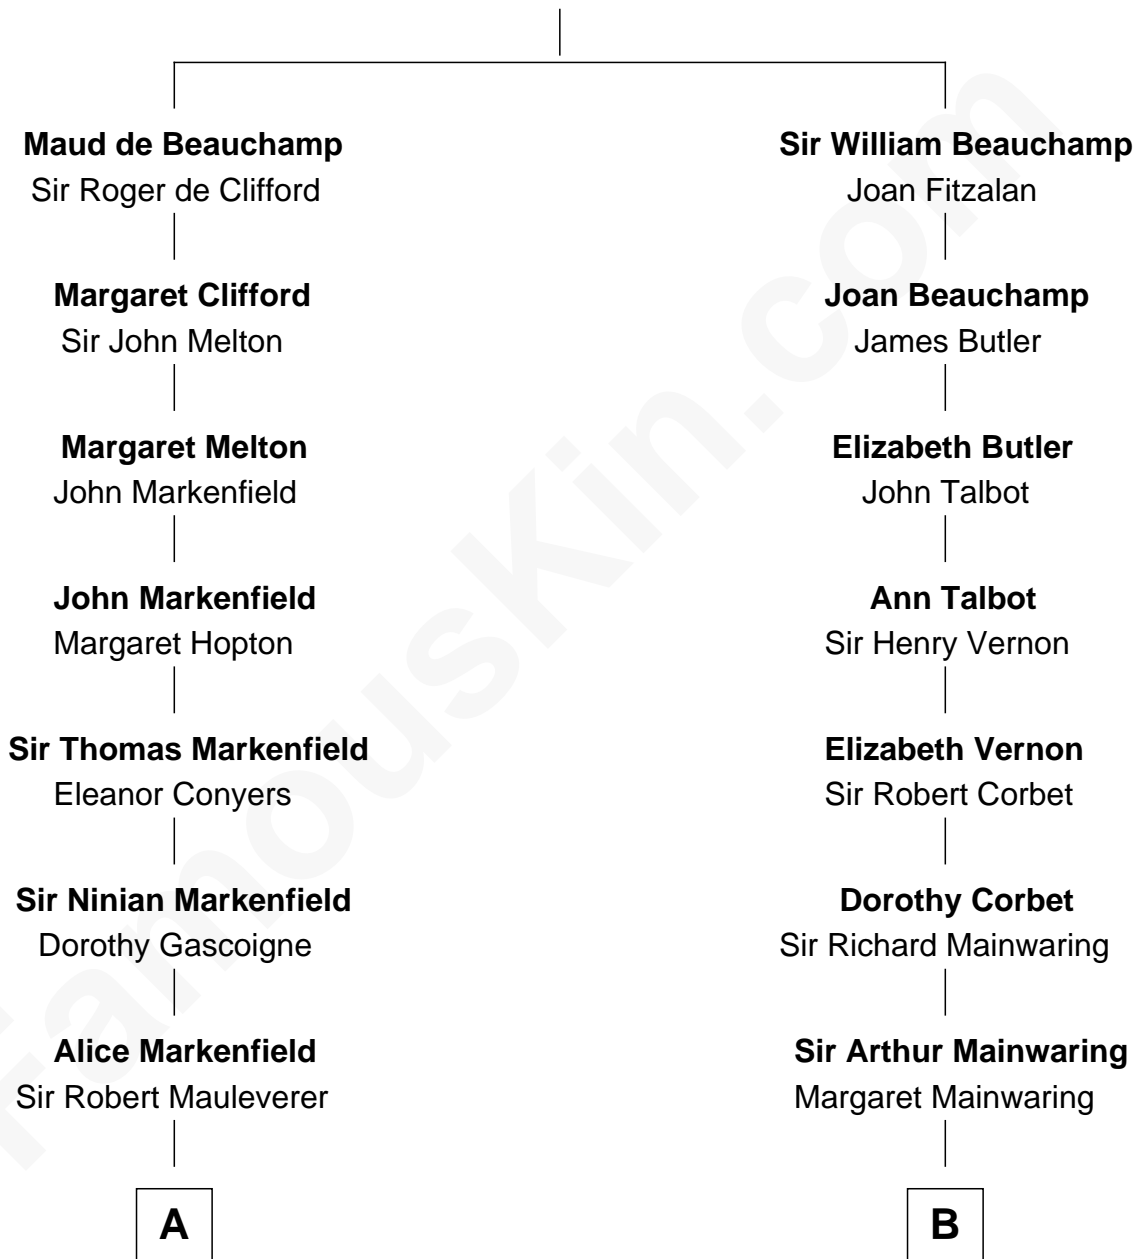 Maud de Beauchamp
Sir Roger de Clifford
Margaret Clifford
Sir John Melton
Margaret Melton
John Markenfield
John Markenfield
Margaret Hopton
Sir Thomas Markenfield
Eleanor Conyers
Sir Ninian Markenfield
Dorothy Gascoigne
Alice Markenfield
Sir Robert Mauleverer
A
Sir William Beauchamp
Joan Fitzalan
Joan Beauchamp
James Butler
Elizabeth Butler
John Talbot
Ann Talbot
Sir Henry Vernon
Elizabeth Vernon
Sir Robert Corbet
Dorothy Corbet
Sir Richard Mainwaring
Sir Arthur Mainwaring
Margaret Mainwaring
B
FamousKin.com